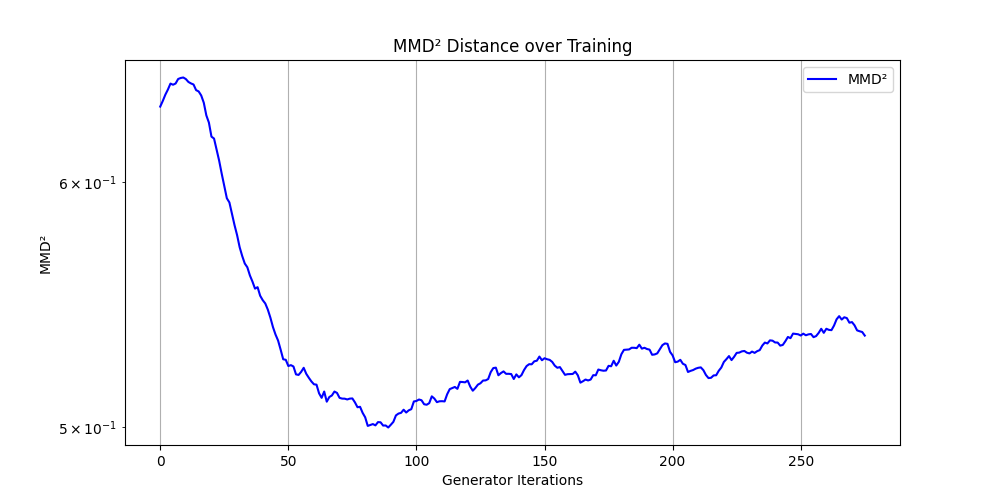 MMD² Distance over Training
MMD²
6 × 10⁻¹
5 × 10⁻¹
MMD²
0 50 100 150 200 250
Generator Iterations